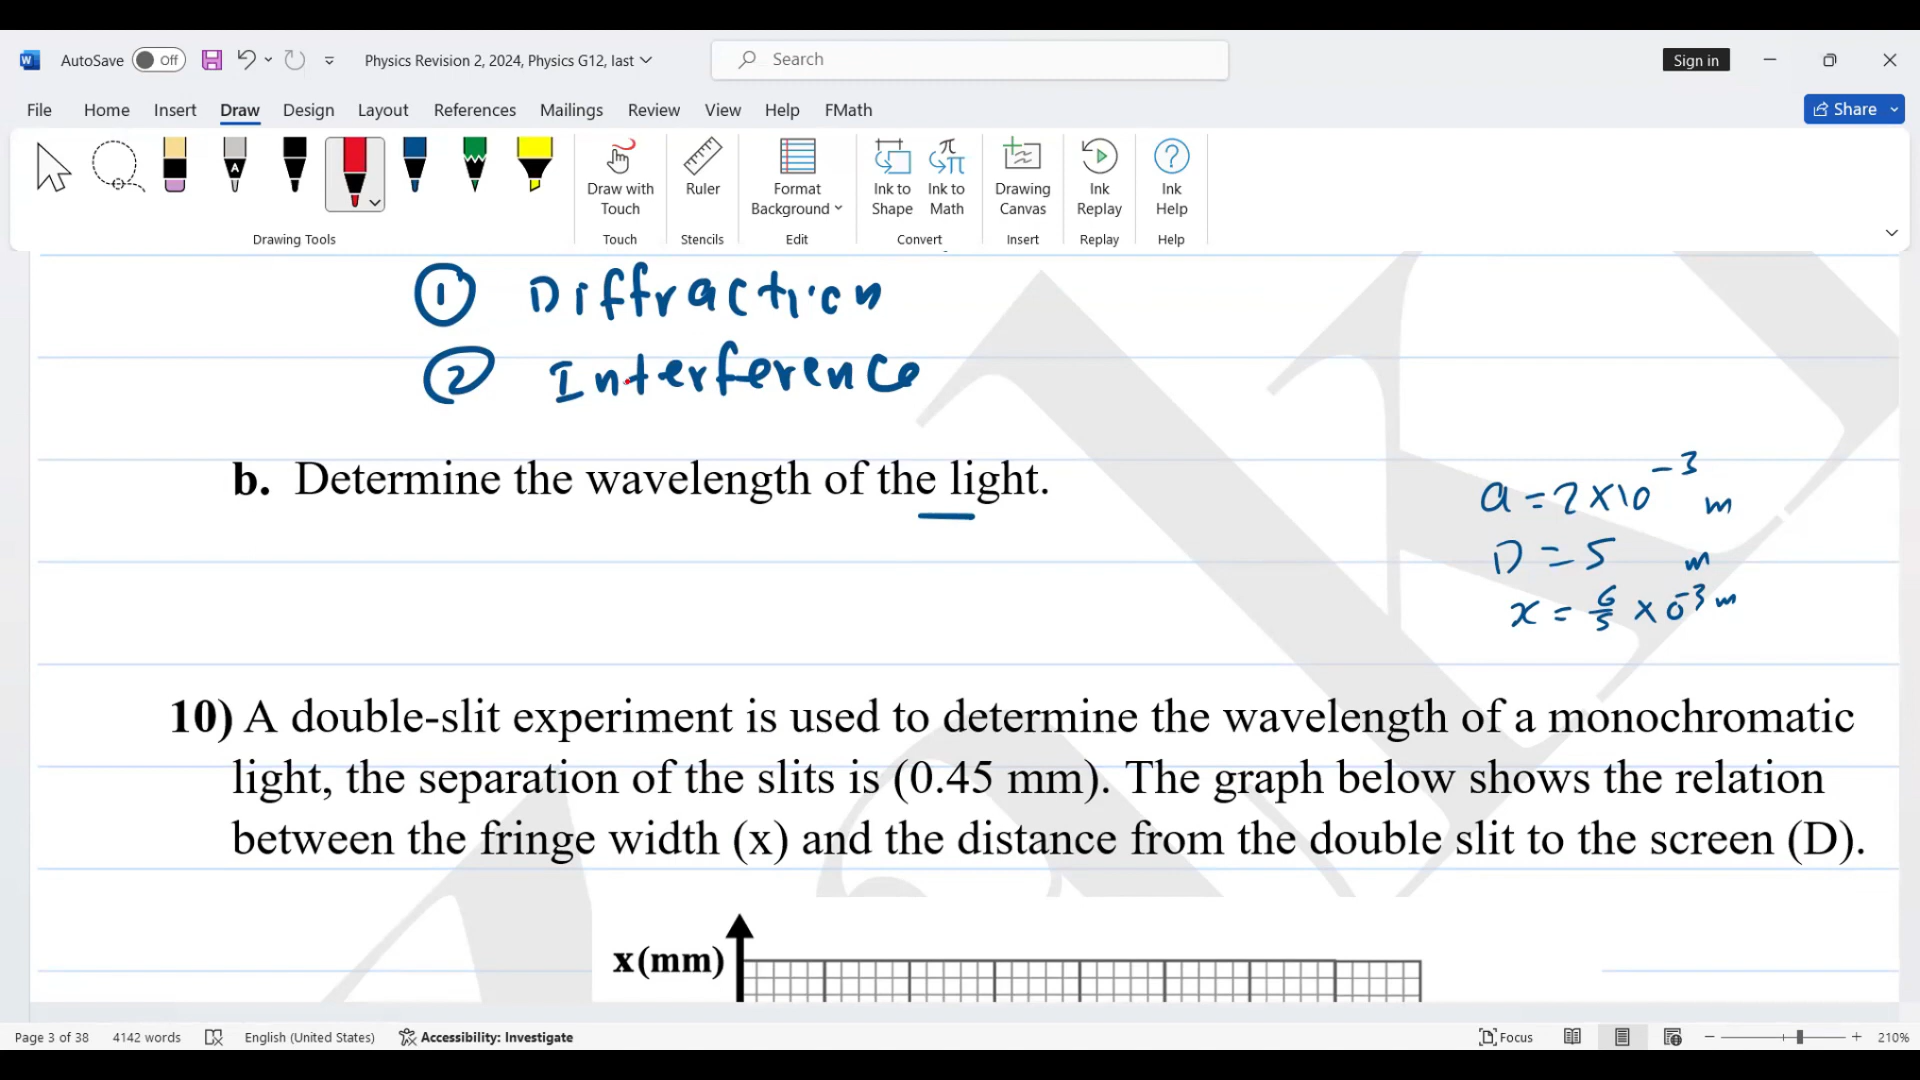 AutoSave Off Physics Revision 2, 2024, Physics G12, last Search Sign in
File Home Insert Draw Design Layout References Mailings Review View Help FMath Share
A
Draw with Touch Ruler Format Background Ink to Shape Ink to Math Drawing Canvas Ink Replay Ink Help
Drawing Tools Touch Stencils Edit Convert Insert Replay Help
① Diffraction
② Interference
b. Determine the wavelength of the light.
a = 2 × 10⁻³ m
D = 5 m
x = 6/5 × 10⁻³ m
10) A double-slit experiment is used to determine the wavelength of a monochromatic
light, the separation of the slits is (0.45 mm). The graph below shows the relation
between the fringe width (x) and the distance from the double slit to the screen (D).
x(mm)
Page 3 of 38 4142 words English (United States) Accessibility: Investigate Focus 210%